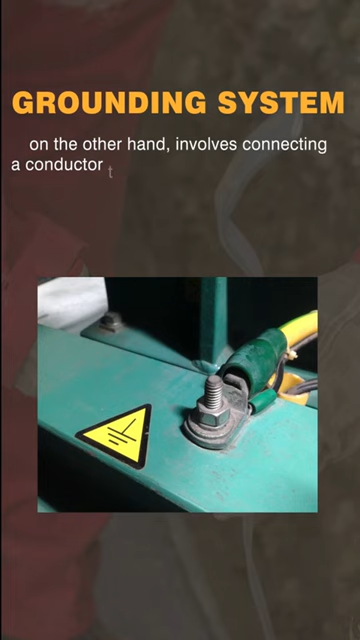 GROUNDING SYSTEM
on the other hand, involves connecting
a conductor t